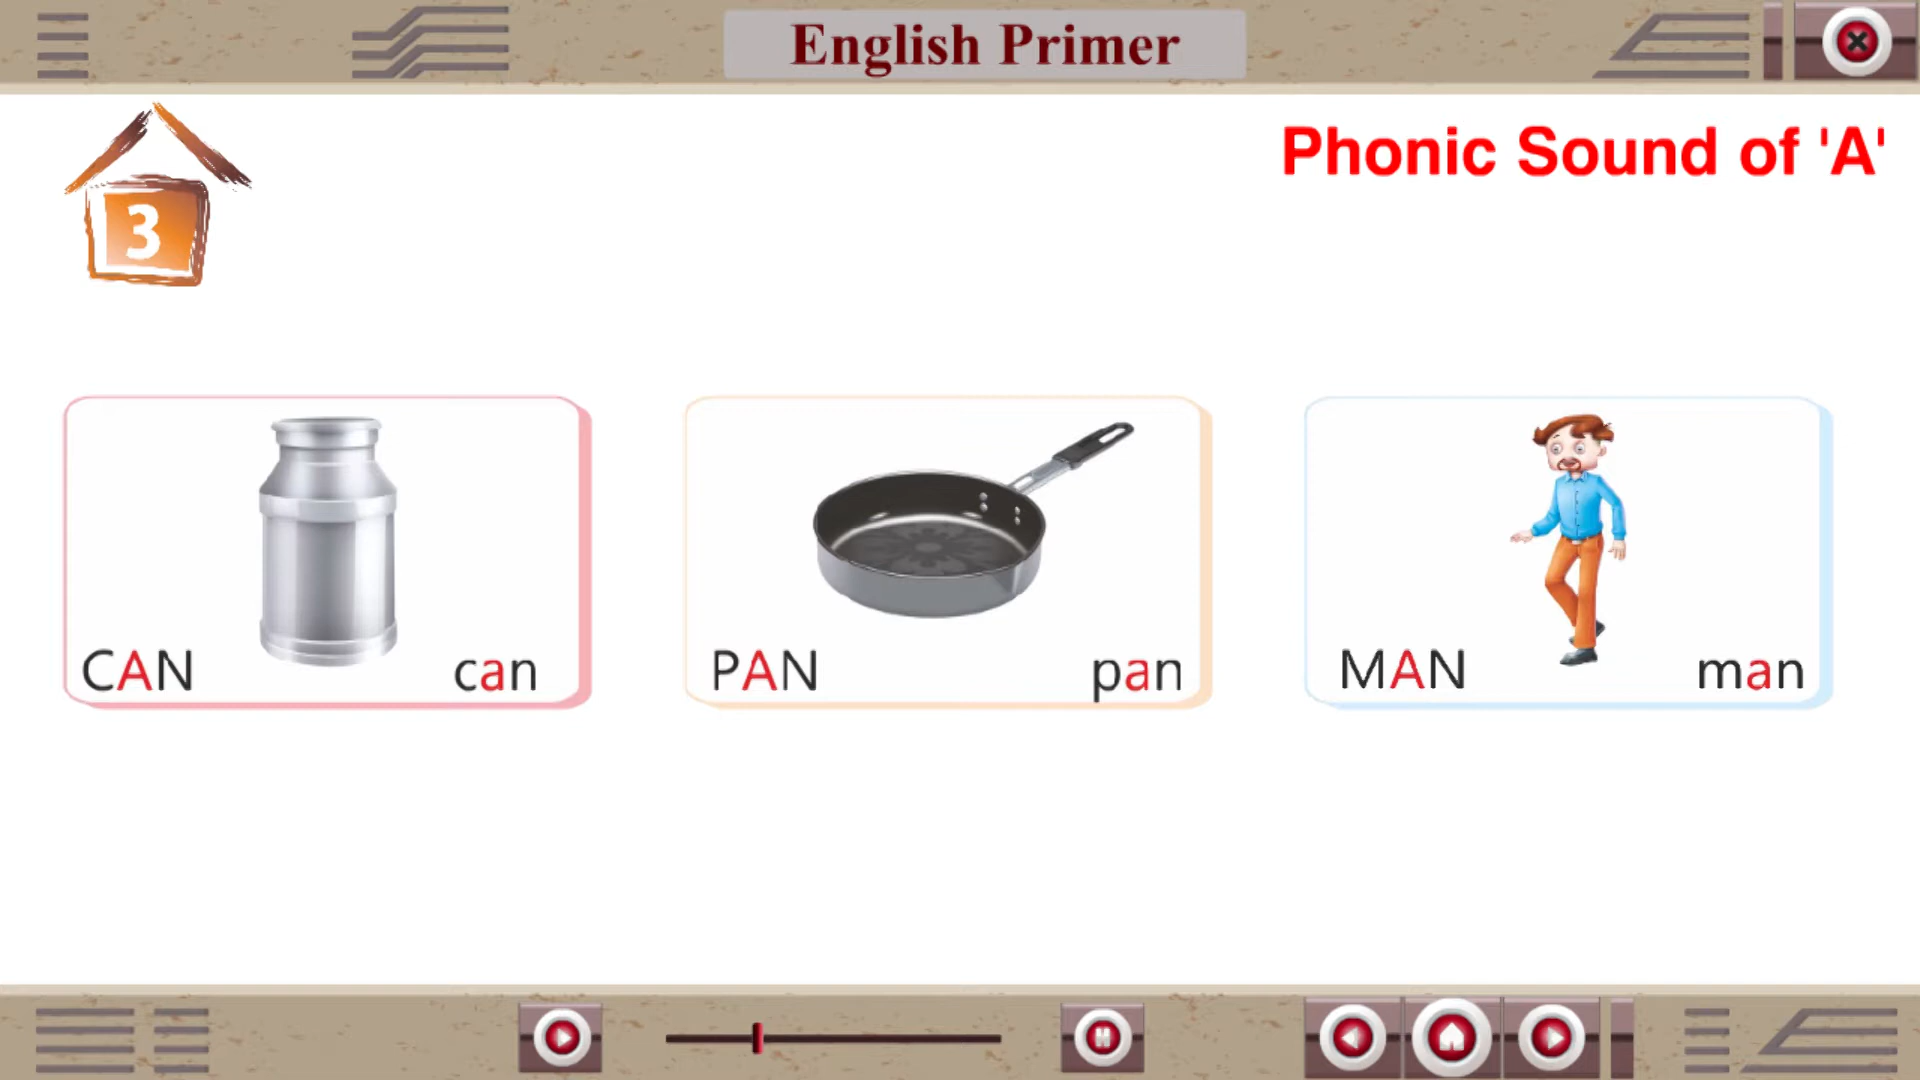 English Primer
3
Phonic Sound of 'A'
CAN can
PAN pan
MAN man